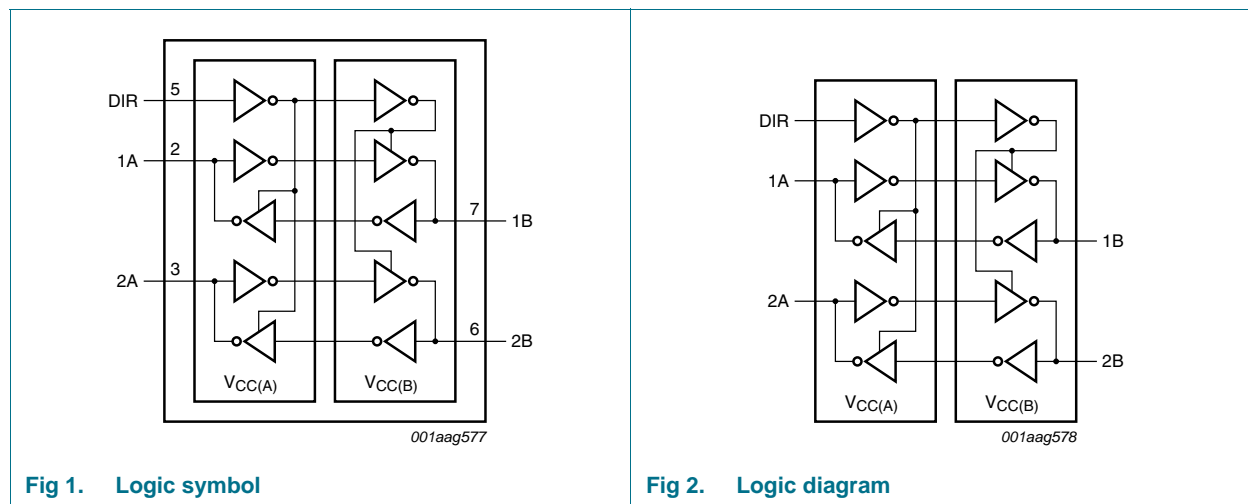 DIR
5
1A
2
7
1B
2A
3
6
2B
VCC(A)
VCC(B)
001aag577
Fig 1. Logic symbol
DIR
1A
1B
2A
2B
VCC(A)
VCC(B)
001aag578
Fig 2. Logic diagram